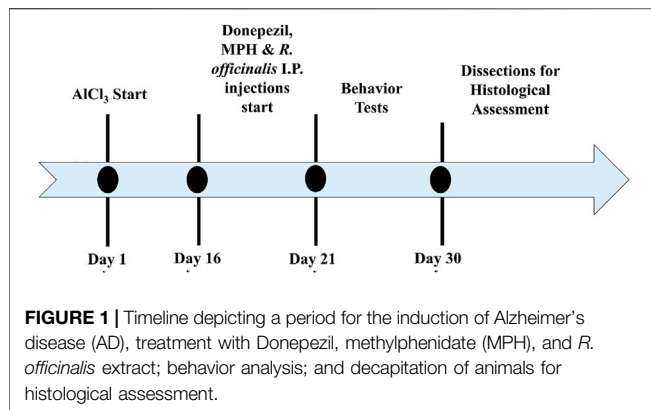 Donepezil,
MPH & R.
officinalis I.P.
injections
start
AlCl₃ Start
Behavior
Tests
Dissections for
Histological
Assessment
Day 1
Day 16
Day 21
Day 30
FIGURE 1 | Timeline depicting a period for the induction of Alzheimer’s
disease (AD), treatment with Donepezil, methylphenidate (MPH), and R.
officinalis extract; behavior analysis; and decapitation of animals for
histological assessment.